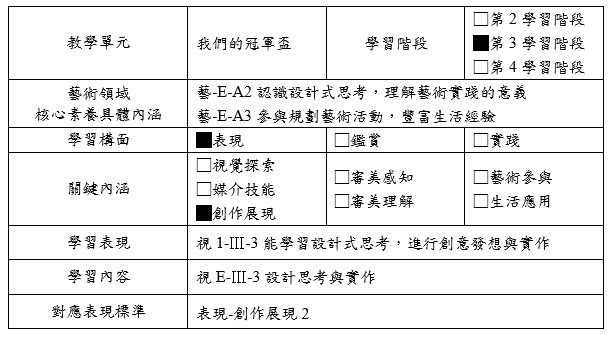 教學單元 我們的冠軍盃 學習階段 □第 2 學習階段
■第 3 學習階段
□第 4 學習階段
藝術領域
核心素養具體內涵
藝-E-A2 認識設計式思考，理解藝術實踐的意義
藝-E-A3 參與規劃藝術活動，豐富生活經驗
學習構面 ■表現 □鑑賞 □實踐
關鍵內涵
□視覺探索
□媒介技能
■創作展現
□審美感知
□審美理解
□藝術參與
□生活應用
學習表現 視 1-Ⅲ-3 能學習設計式思考，進行創意發想與實作
學習內容 視 E-Ⅲ-3 設計思考與實作
對應表現標準 表現-創作展現 2